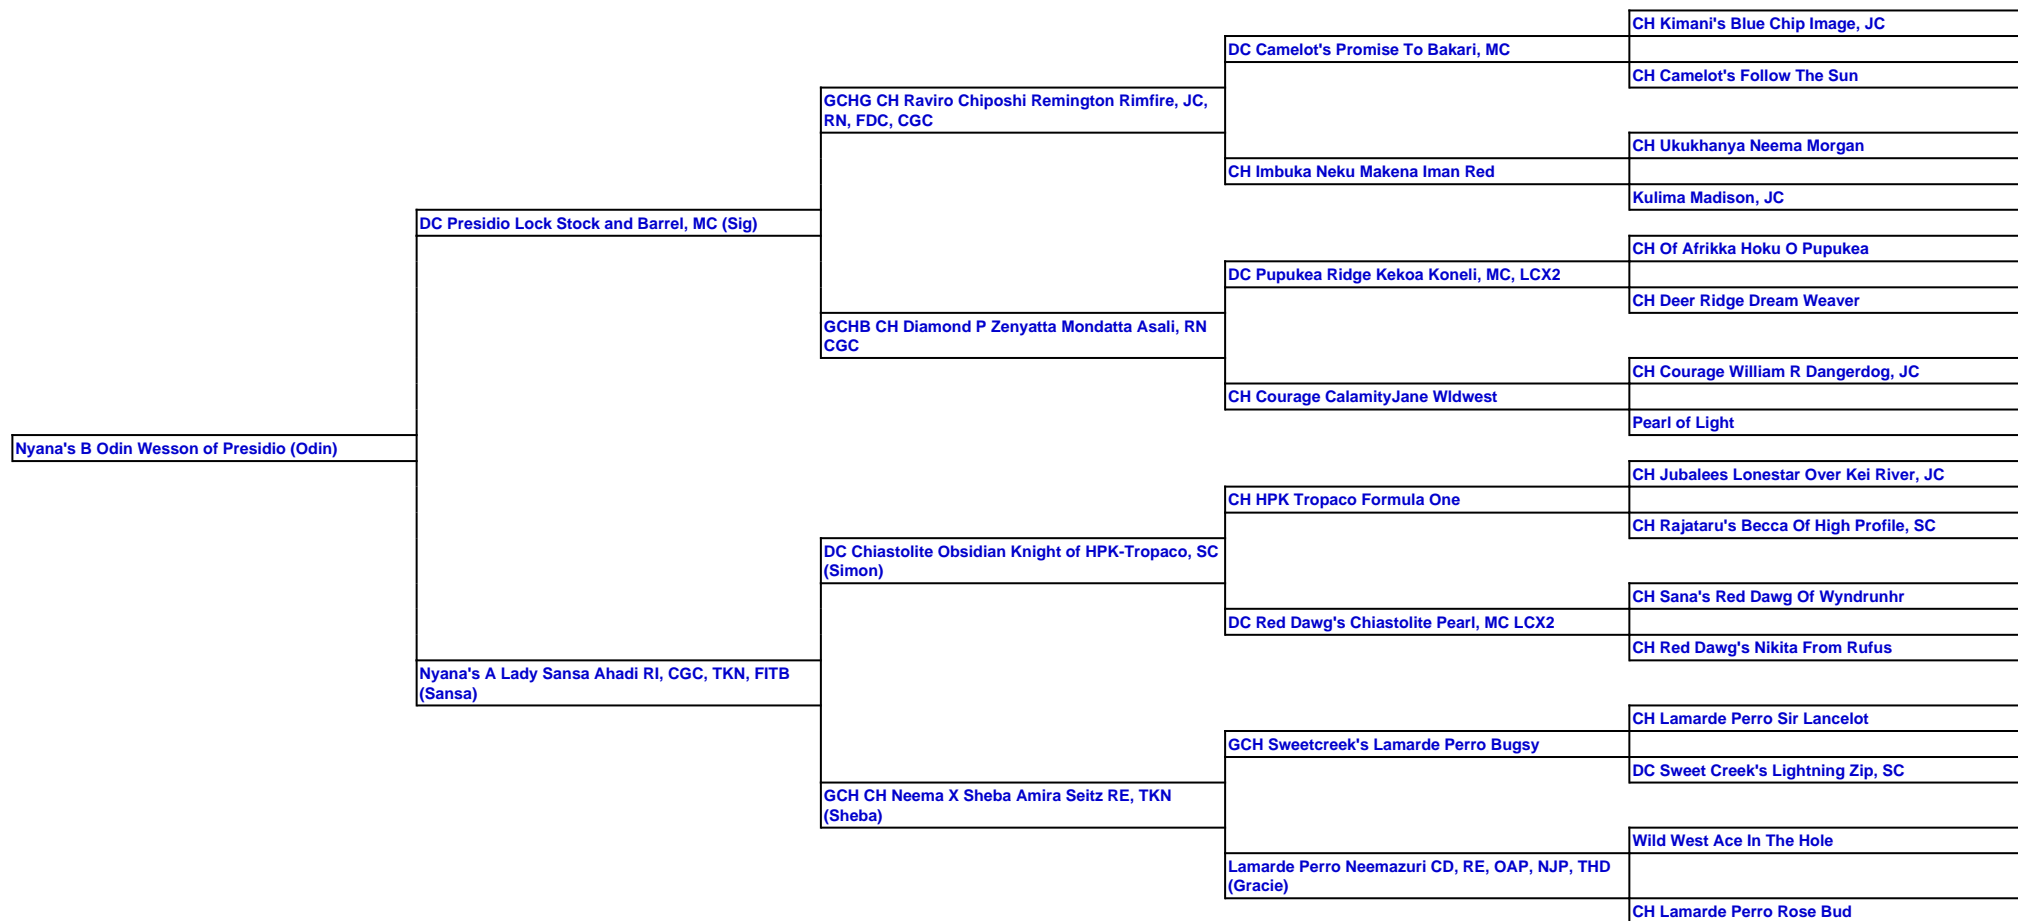 CH Kimani's Blue Chip Image, JC
DC Camelot's Promise To Bakari, MC
CH Camelot's Follow The Sun
GCHG CH Raviro Chiposhi Remington Rimfire, JC,
RN, FDC, CGC
CH Ukukhanya Neema Morgan
CH Imbuka Neku Makena Iman Red
Kulima Madison, JC
DC Presidio Lock Stock and Barrel, MC (Sig)
CH Of Afrikka Hoku O Pupukea
DC Pupukea Ridge Kekoa Koneli, MC, LCX2
CH Deer Ridge Dream Weaver
GCHB CH Diamond P Zenyatta Mondatta Asali, RN
CGC
CH Courage William R Dangerdog, JC
CH Courage CalamityJane Wldwest
Pearl of Light
Nyana's B Odin Wesson of Presidio (Odin)
CH Jubalees Lonestar Over Kei River, JC
CH HPK Tropaco Formula One
CH Rajataru's Becca Of High Profile, SC
DC Chiastolite Obsidian Knight of HPK-Tropaco, SC
(Simon)
CH Sana's Red Dawg Of Wyndrunhr
DC Red Dawg's Chiastolite Pearl, MC LCX2
CH Red Dawg's Nikita From Rufus
Nyana's A Lady Sansa Ahadi RI, CGC, TKN, FITB
(Sansa)
CH Lamarde Perro Sir Lancelot
GCH Sweetcreek's Lamarde Perro Bugsy
DC Sweet Creek's Lightning Zip, SC
GCH CH Neema X Sheba Amira Seitz RE, TKN
(Sheba)
Wild West Ace In The Hole
Lamarde Perro Neemazuri CD, RE, OAP, NJP, THD
(Gracie)
CH Lamarde Perro Rose Bud